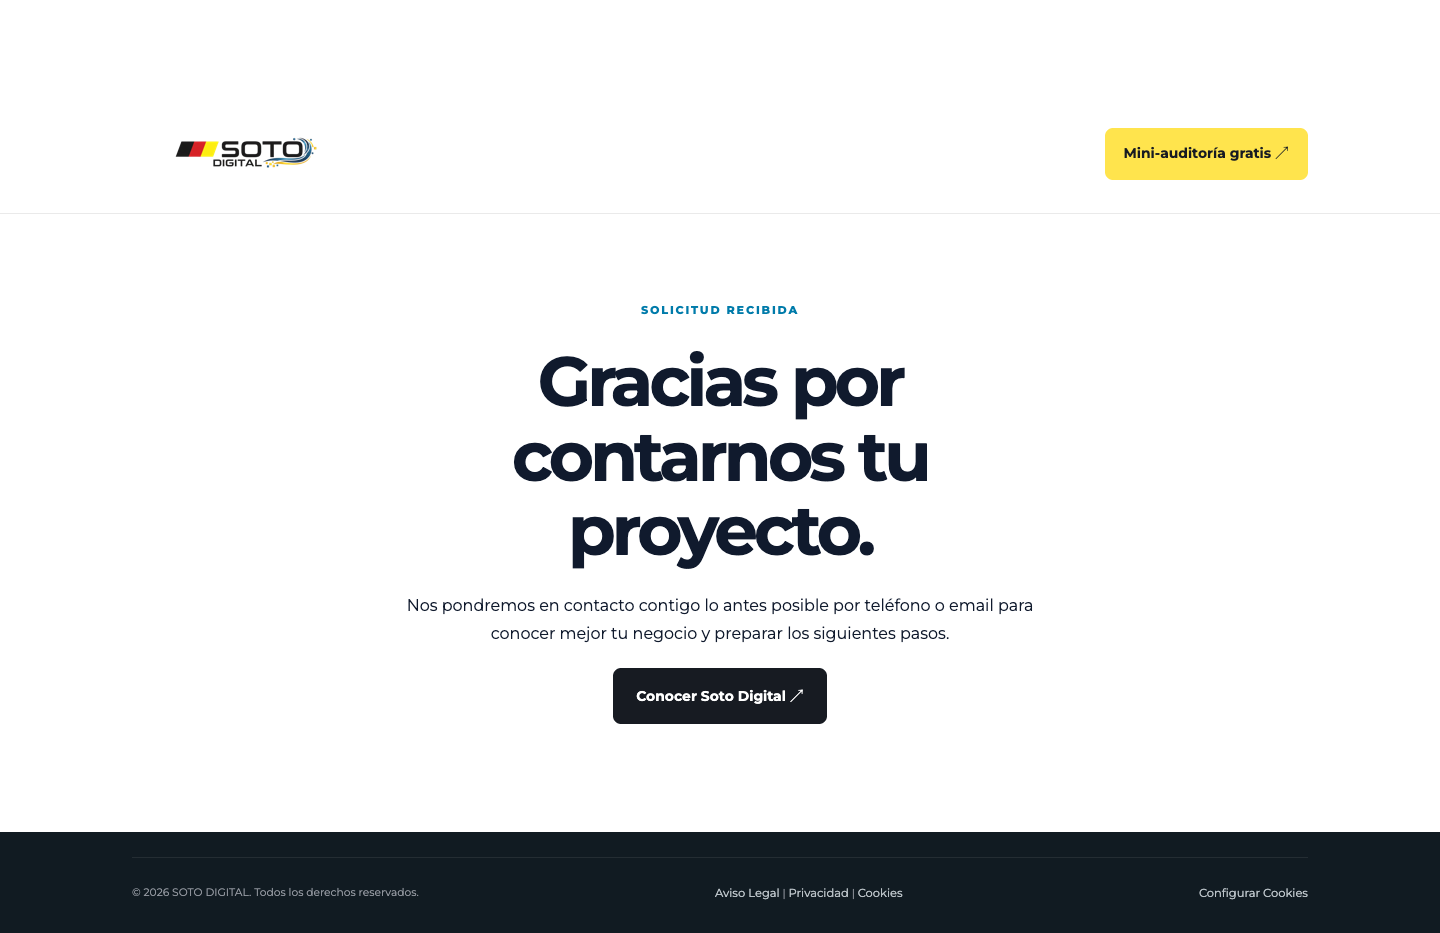 SOTO
DIGITAL
Mini-auditoría gratis ↗
SOLICITUD RECIBIDA
Gracias por
contarnos tu
proyecto.
Nos pondremos en contacto contigo lo antes posible por teléfono o email para
conocer mejor tu negocio y preparar los siguientes pasos.
Conocer Soto Digital ↗
© 2026 SOTO DIGITAL. Todos los derechos reservados.
Aviso Legal | Privacidad | Cookies
Configurar Cookies